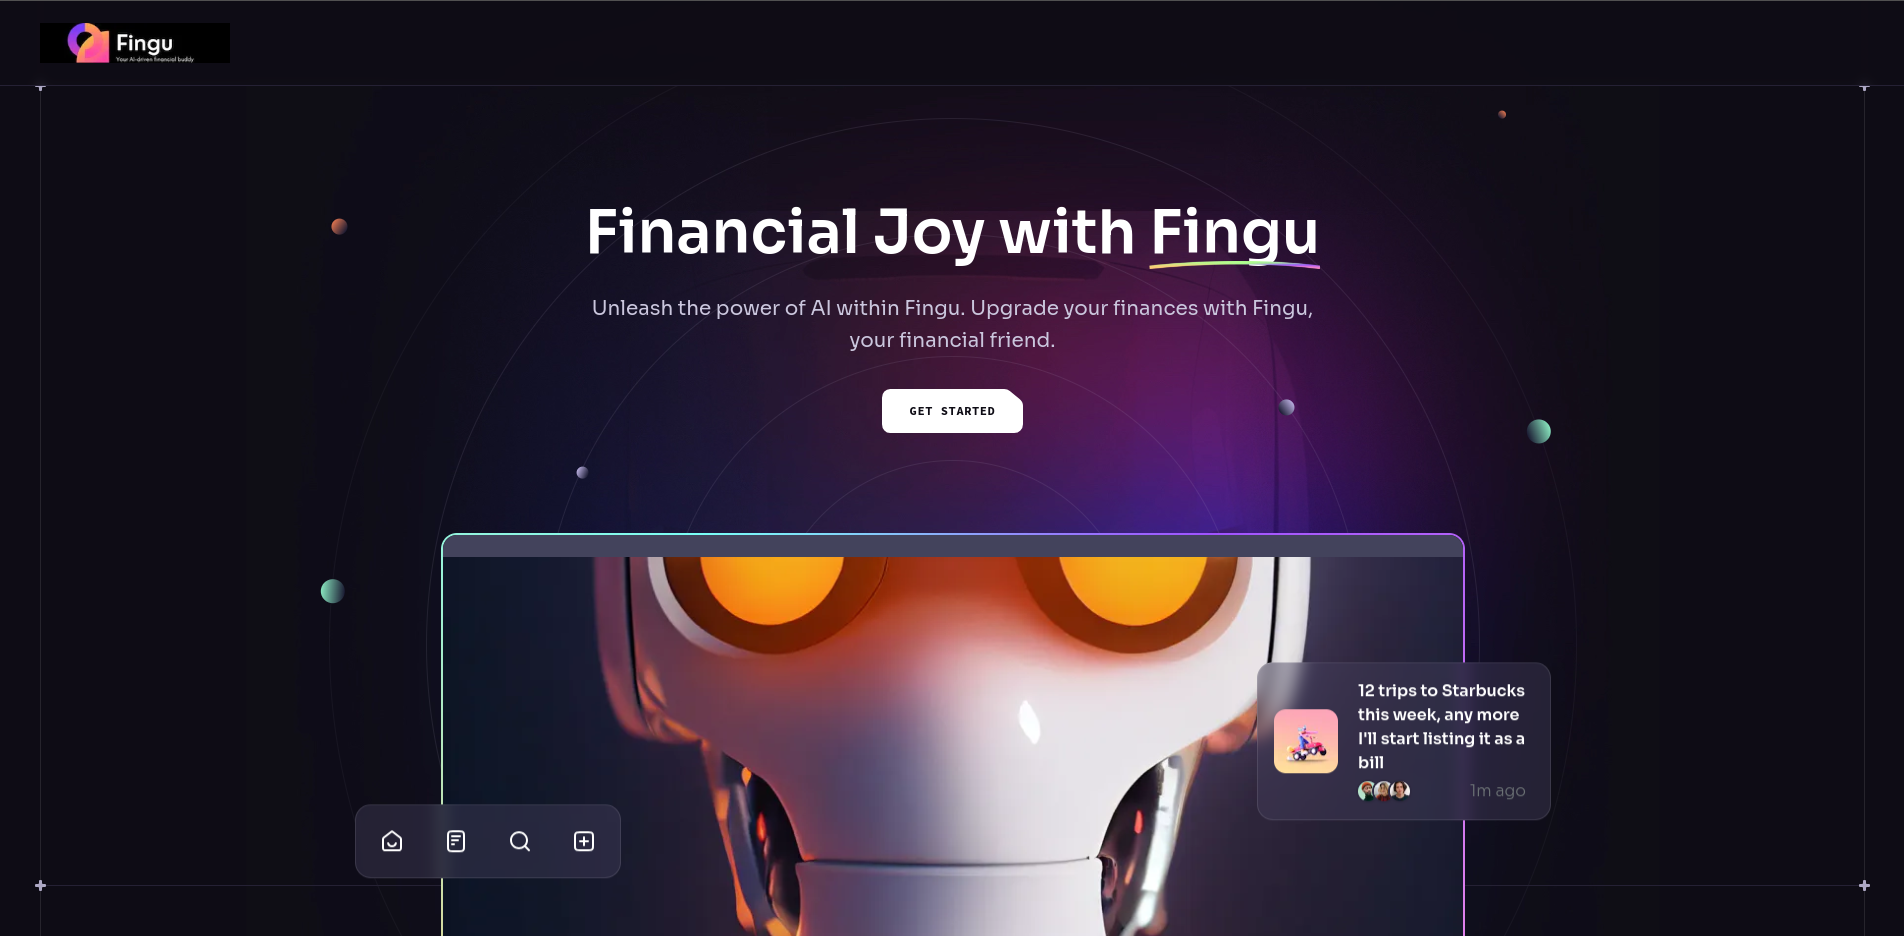 Fingu
Your AI-driven financial buddy
Financial Joy with Fingu
Unleash the power of AI within Fingu. Upgrade your finances with Fingu,
your financial friend.
GET STARTED
12 trips to Starbucks
this week, any more
I'll start listing it as a
bill
1m ago